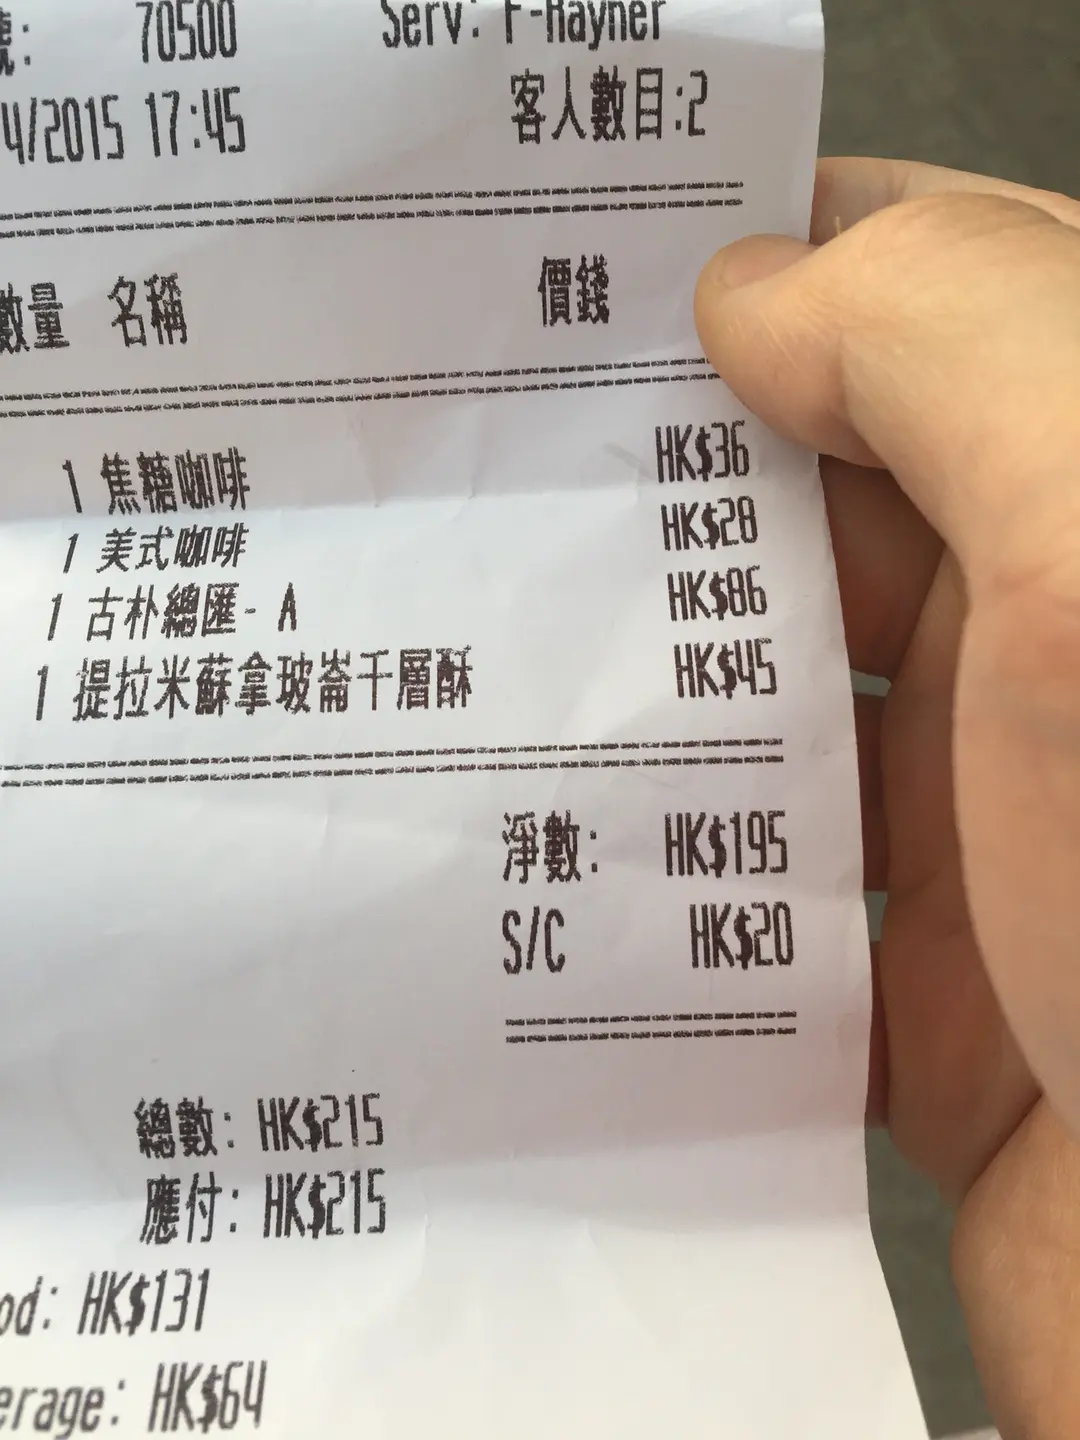 號: 70500 Serv: F-Rayner
4/2015 17:45 客人數目:2
數量 名稱 價錢
1 焦糖咖啡 HK$36
1 美式咖啡 HK$28
1 古朴總匯- A HK$86
1 提拉米蘇拿玻崙千層酥 HK$45
淨數: HK$195
S/C HK$20
總數: HK$215
應付: HK$215
od: HK$131
erage: HK$64